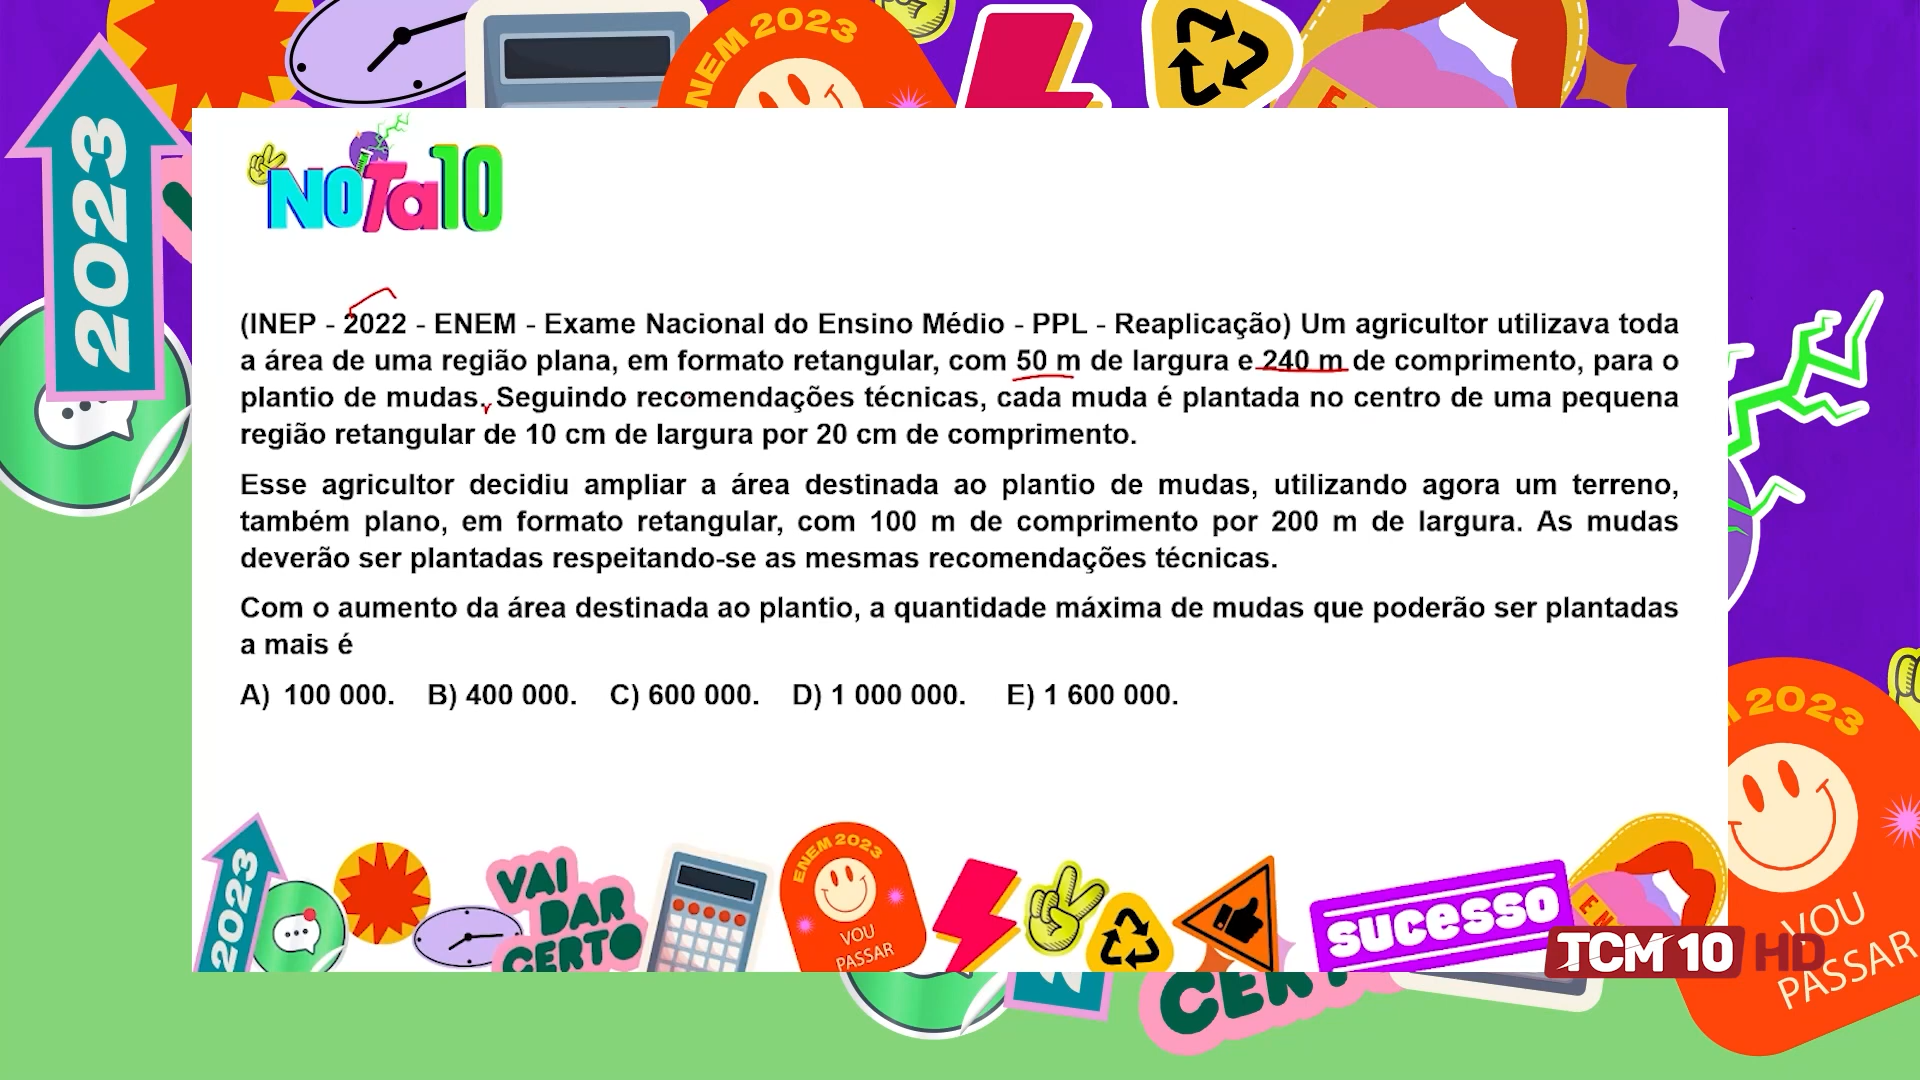 ENEM 2023
2023
NOTa10
(INEP - 2022 - ENEM - Exame Nacional do Ensino Médio - PPL - Reaplicação) Um agricultor utilizava toda
a área de uma região plana, em formato retangular, com 50 m de largura e 240 m de comprimento, para o
plantio de mudas. Seguindo recomendações técnicas, cada muda é plantada no centro de uma pequena
região retangular de 10 cm de largura por 20 cm de comprimento.
Esse agricultor decidiu ampliar a área destinada ao plantio de mudas, utilizando agora um terreno,
também plano, em formato retangular, com 100 m de comprimento por 200 m de largura. As mudas
deverão ser plantadas respeitando-se as mesmas recomendações técnicas.
Com o aumento da área destinada ao plantio, a quantidade máxima de mudas que poderão ser plantadas
a mais é
A) 100 000. B) 400 000. C) 600 000. D) 1 000 000. E) 1 600 000.
2023
VAI
DAR
CERTO
ENEM 2023
VOU
PASSAR
sucesso
M 2023
VOU
PASSAR
TCM 10 HD